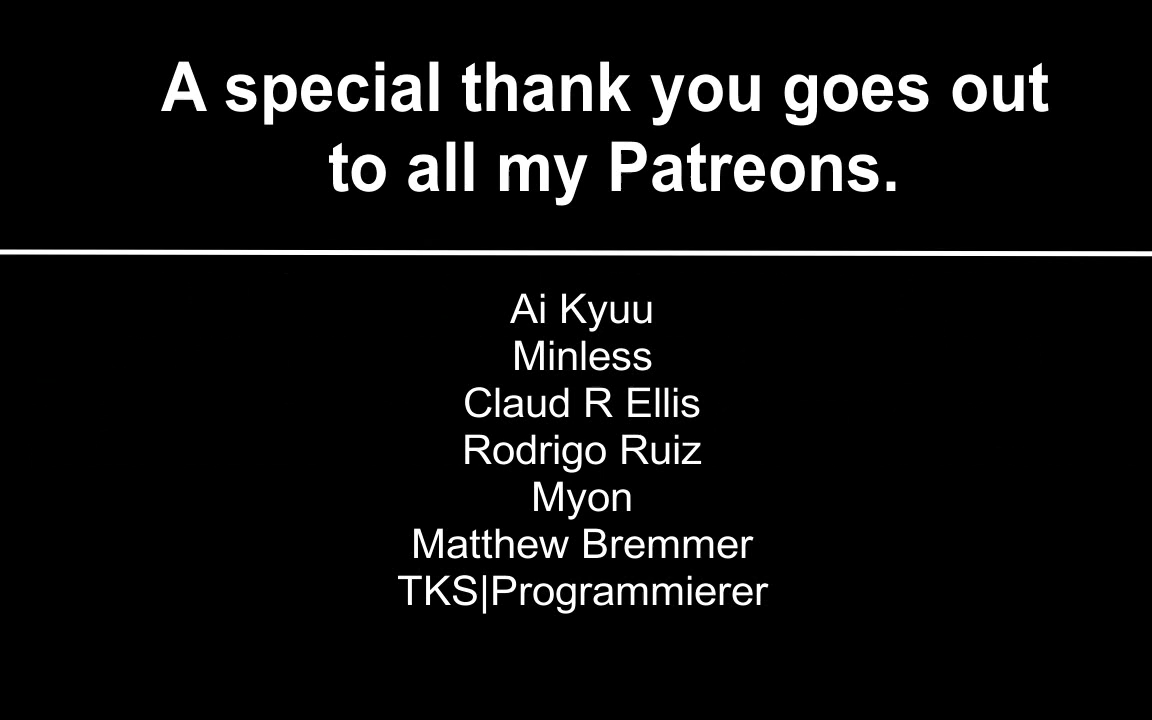 A special thank you goes out
to all my Patreons.
Ai Kyuu
Minless
Claud R Ellis
Rodrigo Ruiz
Myon
Matthew Bremmer
TKS|Programmierer